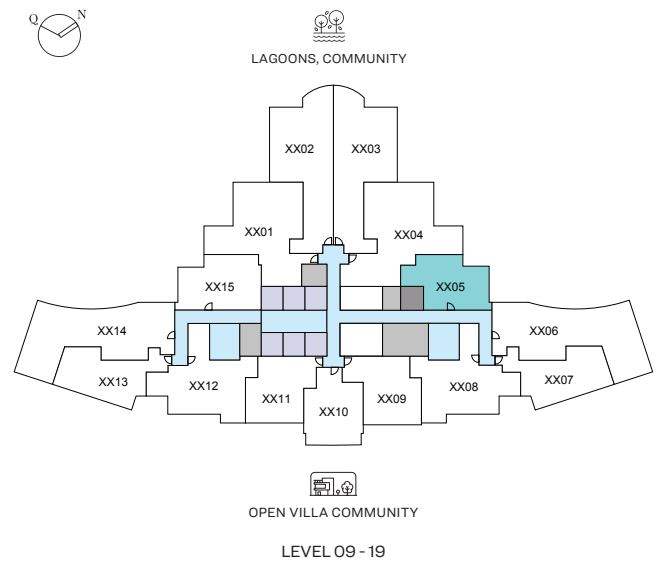 Q N
LAGOONS, COMMUNITY
XX02 XX03
XX01 XX04
XX15 XX05
XX14 XX06
XX13 XX12 XX08 XX07
XX11 XX10 XX09
OPEN VILLA COMMUNITY
LEVEL 09 - 19